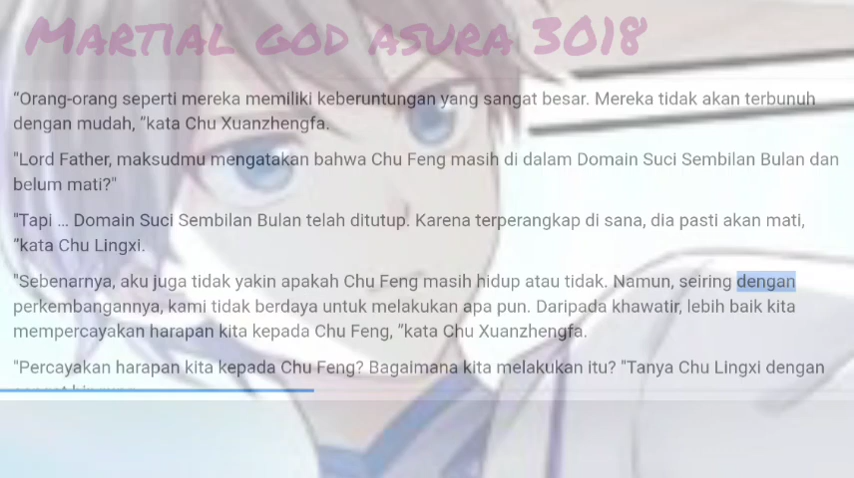 Martial god asura 3018
“Orang-orang seperti mereka memiliki keberuntungan yang sangat besar. Mereka tidak akan terbunuh
dengan mudah, “kata Chu Xuanzhengfa.
"Lord Father, maksudmu mengatakan bahwa Chu Feng masih di dalam Domain Suci Sembilan Bulan dan
belum mati?"
"Tapi ... Domain Suci Sembilan Bulan telah ditutup. Karena terperangkap di sana, dia pasti akan mati,
”kata Chu Lingxi.
"Sebenarnya, aku juga tidak yakin apakah Chu Feng masih hidup atau tidak. Namun, seiring dengan
perkembangannya, kami tidak berdaya untuk melakukan apa pun. Daripada khawatir, lebih baik kita
mempercayakan harapan kita kepada Chu Feng, ”kata Chu Xuanzhengfa.
"Percayakan harapan kita kepada Chu Feng? Bagaimana kita melakukan itu? "Tanya Chu Lingxi dengan